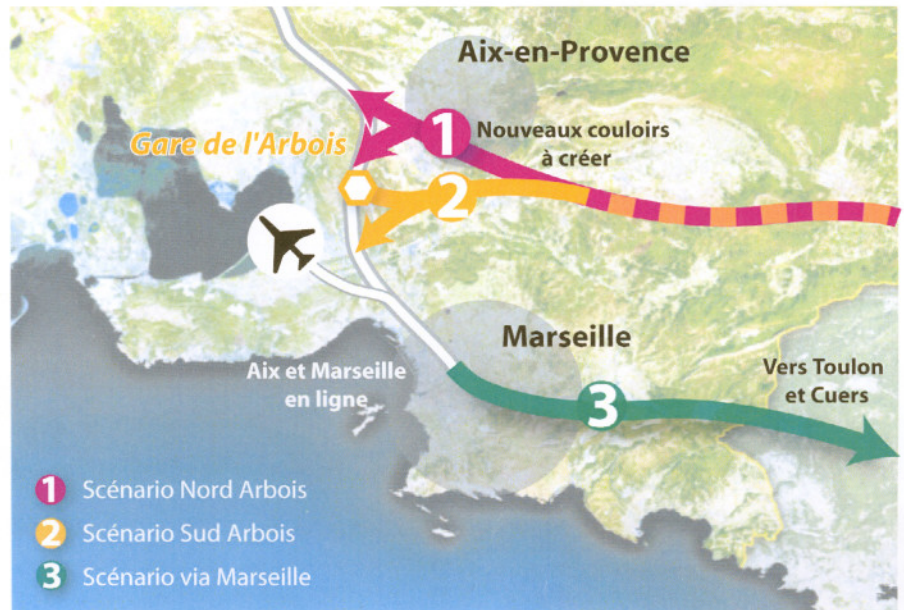 Aix-en-Provence
1
Nouveaux couloirs
à créer
Gare de l'Arbois
2
Marseille
Aix et Marseille
en ligne
3
Vers Toulon
et Cuers
1 Scénario Nord Arbois
2 Scénario Sud Arbois
3 Scénario via Marseille